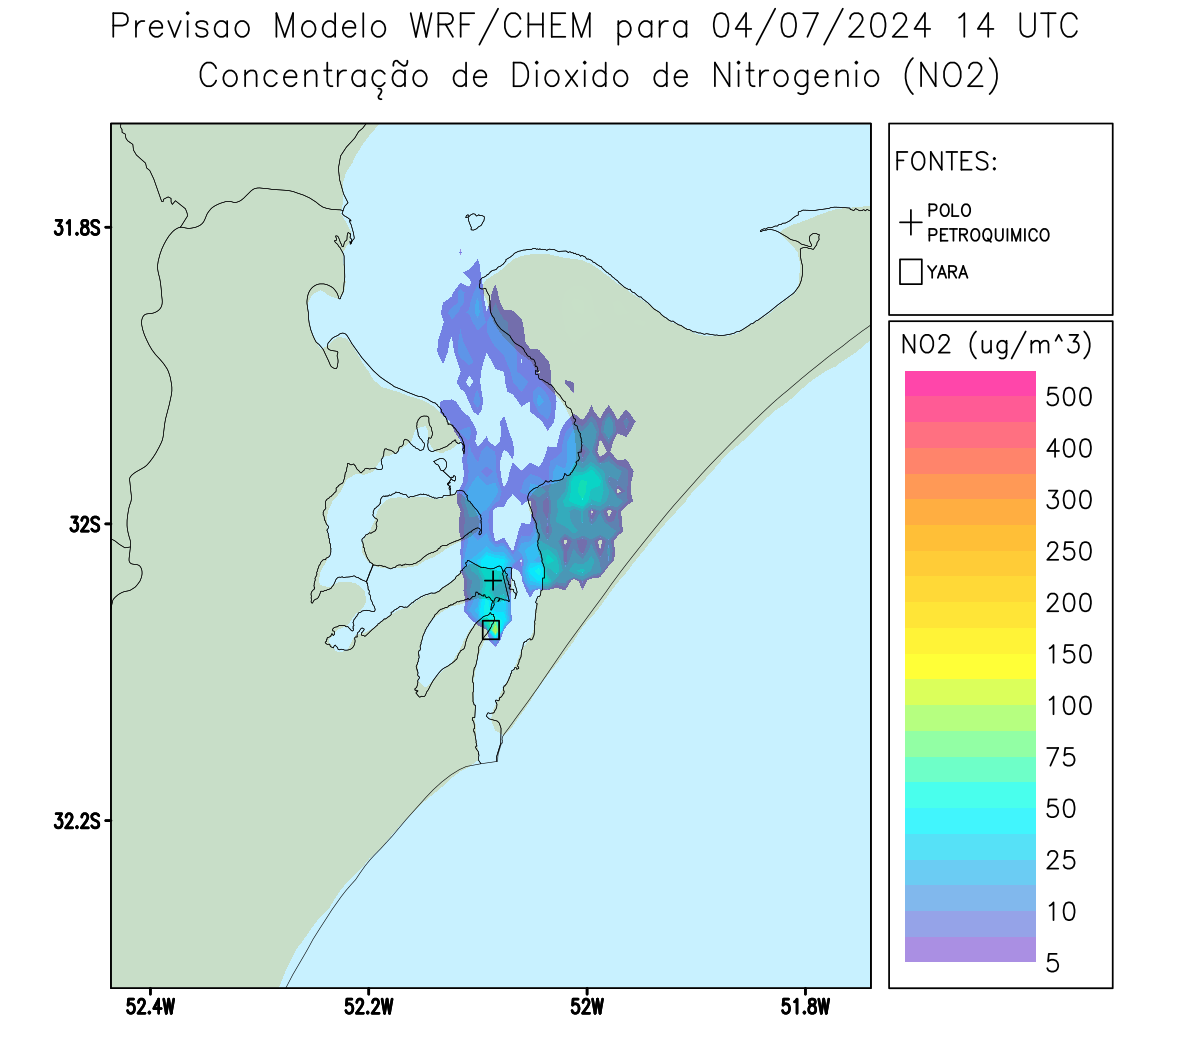 Previsao Modelo WRF/CHEM para 04/07/2024 14 UTC
Concentração de Dioxido de Nitrogenio (NO2)
FONTES:
POLO
PETROQUIMICO
YARA
31.8S
32S
32.2S
52.4W
52.2W
52W
51.8W
NO2 (ug/m^3)
500
400
300
250
200
150
100
75
50
25
10
5